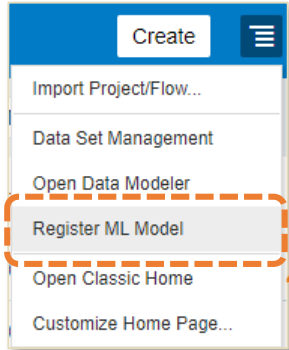 Create
Import Project/Flow...
Data Set Management
Open Data Modeler
Register ML Model
Open Classic Home
Customize Home Page...